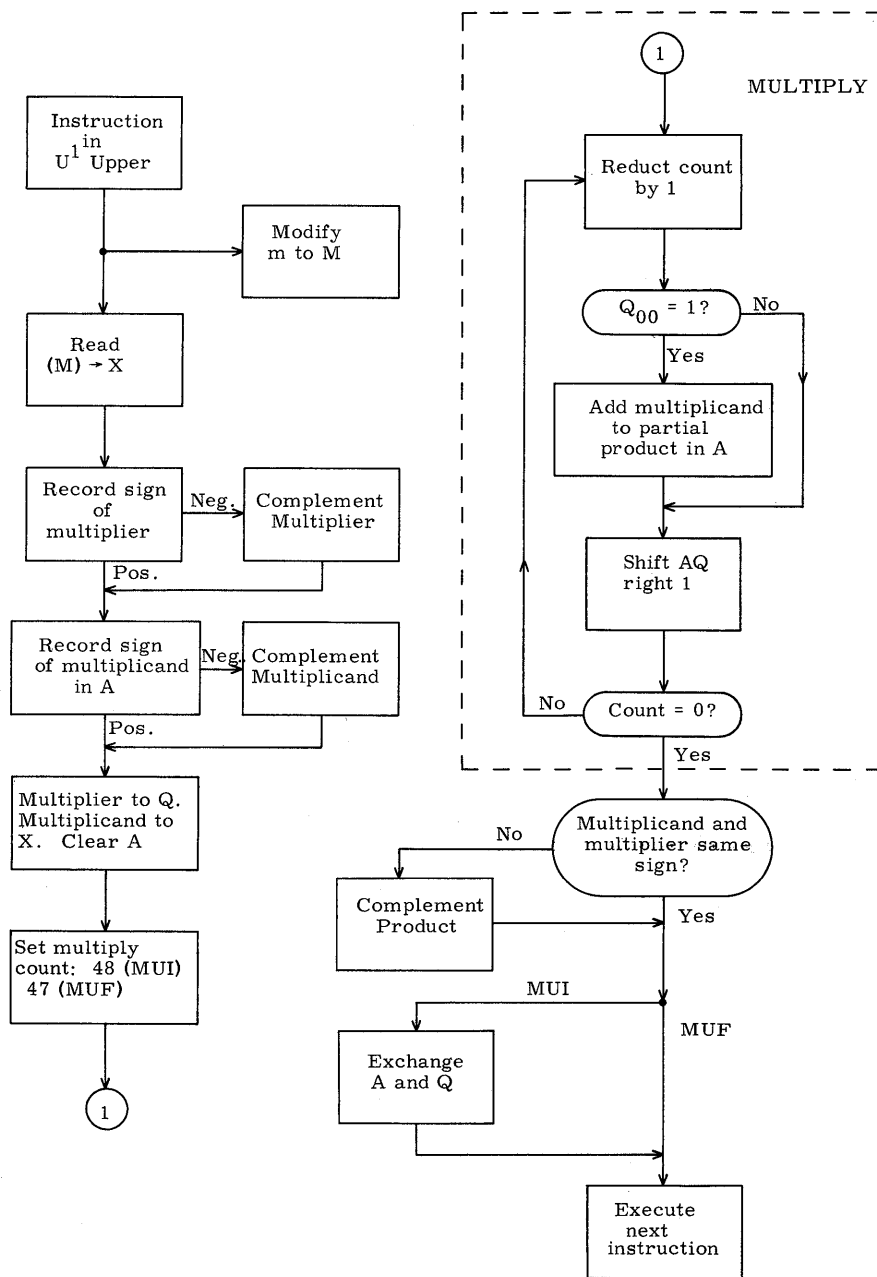 Instruction
in
U1 Upper
Modify
m to M
Read
(M) → X
Record sign
of
multiplier
Neg.
Complement
Multiplier
Pos.
Record sign
of multiplicand
in A
Neg.
Complement
Multiplicand
Pos.
Multiplier to Q.
Multiplicand to
X. Clear A
Set multiply
count: 48 (MUI)
47 (MUF)
1
1
MULTIPLY
Reduct count
by 1
Q00 = 1?
No
Yes
Add multiplicand
to partial
product in A
Shift AQ
right 1
No
Count = 0?
Yes
Multiplicand and
multiplier same
sign?
No
Complement
Product
Yes
MUI
MUF
Exchange
A and Q
Execute
next
instruction